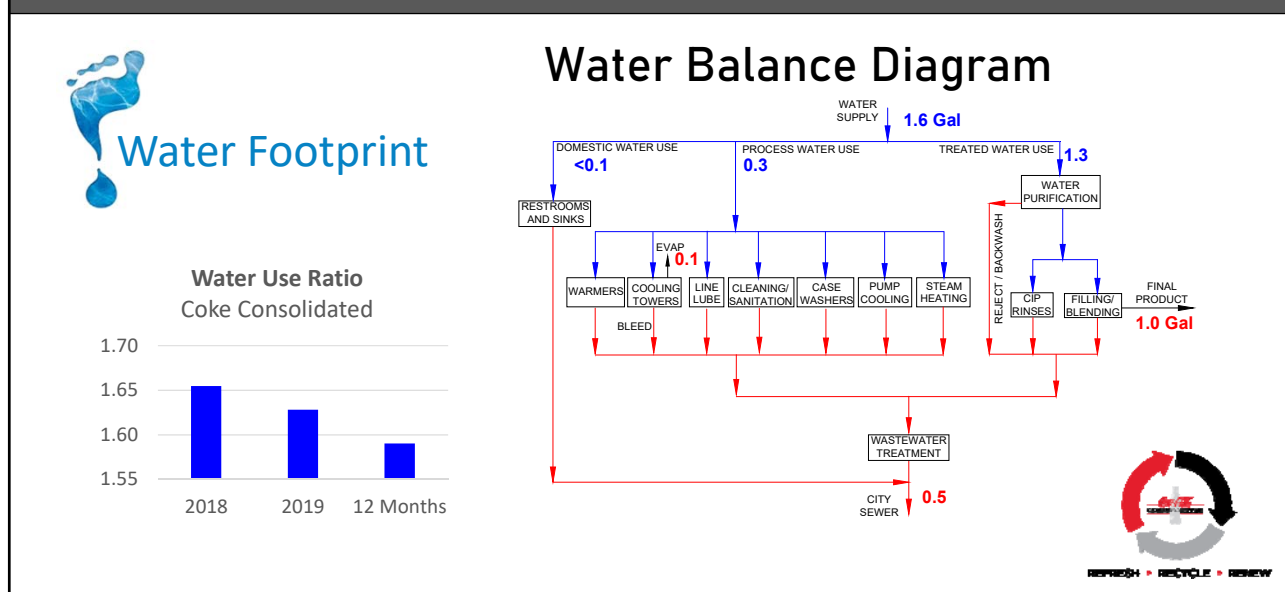 Water Balance Diagram
Water Footprint
WATER
SUPPLY
1.6 Gal
DOMESTIC WATER USE
<0.1
PROCESS WATER USE
0.3
TREATED WATER USE
1.3
RESTROOMS
AND SINKS
WATER
PURIFICATION
REJECT / BACKWASH
EVAP
0.1
WARMERS
COOLING
TOWERS
LINE
LUBE
CLEANING/
SANITATION
CASE
WASHERS
PUMP
COOLING
STEAM
HEATING
CIP
RINSES
FILLING/
BLENDING
FINAL
PRODUCT
1.0 Gal
BLEED
WASTEWATER
TREATMENT
CITY
SEWER
0.5
Water Use Ratio
Coke Consolidated
1.70
1.65
1.60
1.55
2018
2019
12 Months
REFRESH • RECYCLE • RENEW